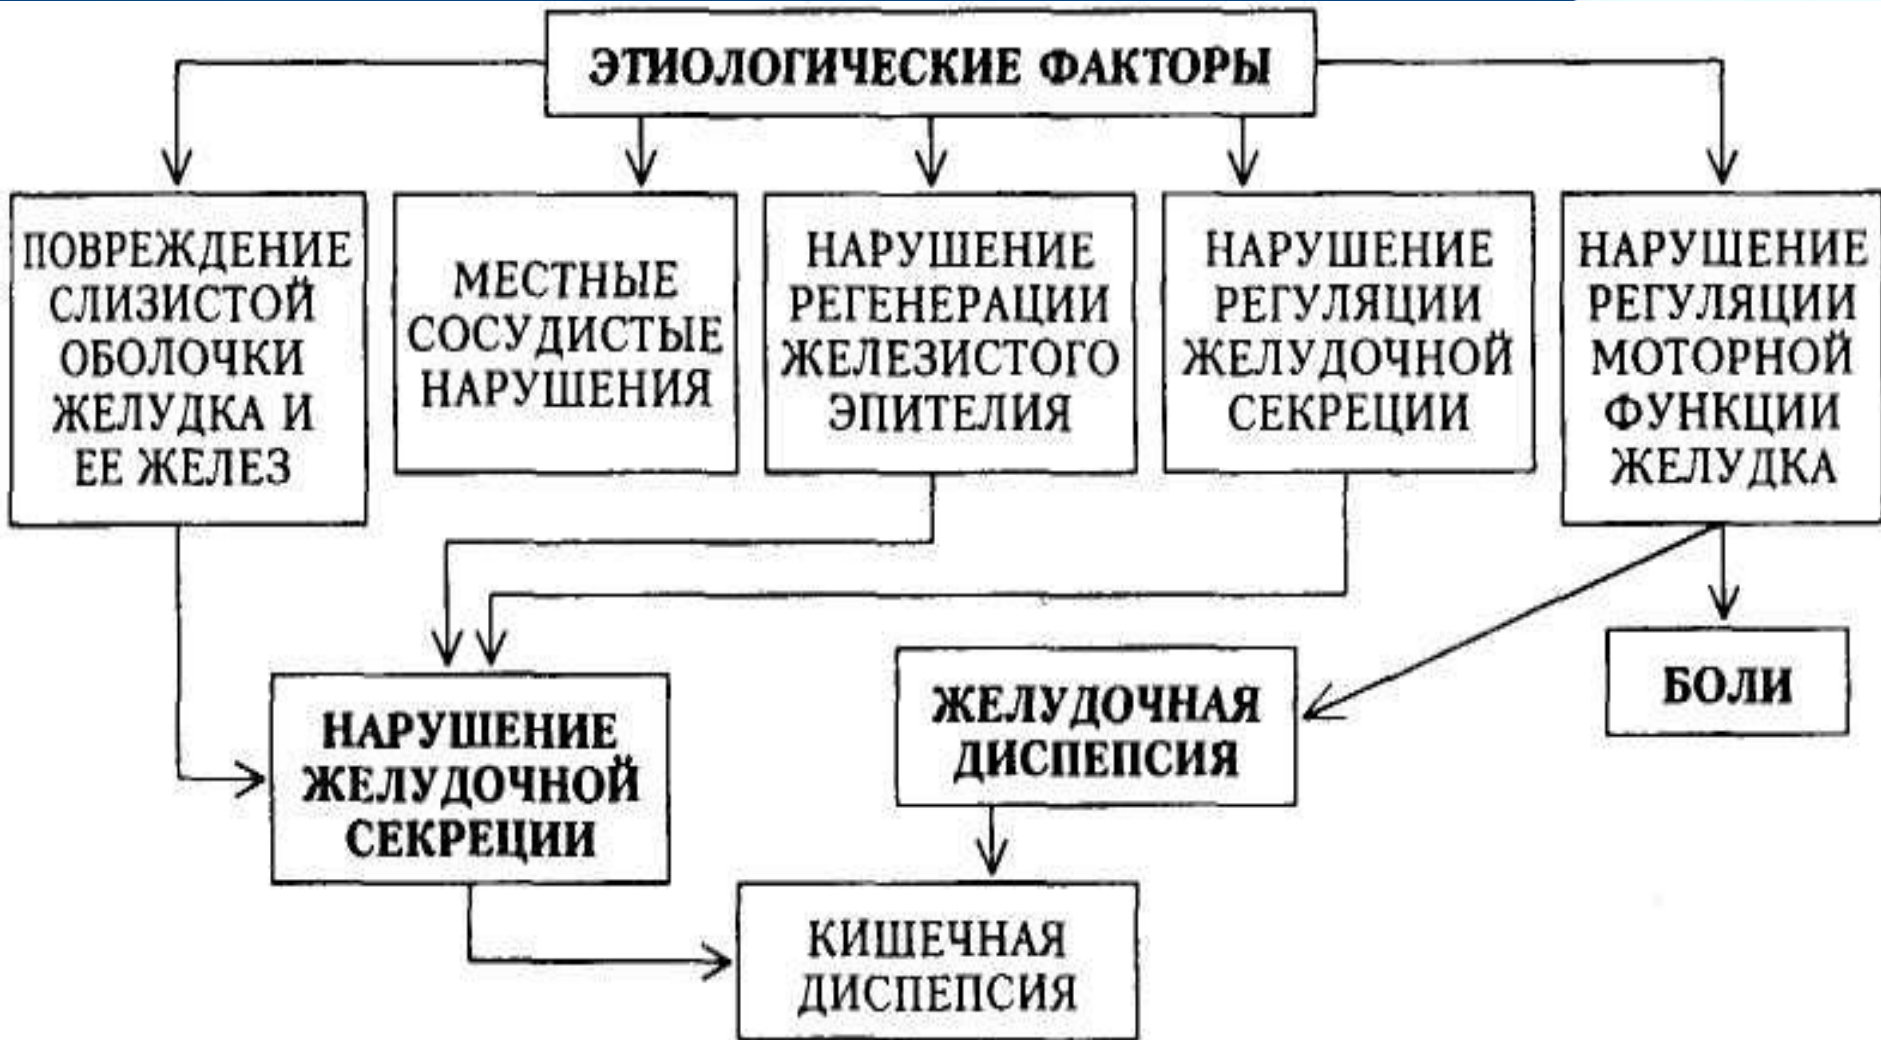 ЭТИОЛОГИЧЕСКИЕ ФАКТОРЫ
ПОВРЕЖДЕНИЕ
СЛИЗИСТОЙ
ОБОЛОЧКИ
ЖЕЛУДКА И
ЕЕ ЖЕЛЕЗ
МЕСТНЫЕ
СОСУДИСТЫЕ
НАРУШЕНИЯ
НАРУШЕНИЕ
РЕГЕНЕРАЦИИ
ЖЕЛЕЗИСТОГО
ЭПИТЕЛИЯ
НАРУШЕНИЕ
РЕГУЛЯЦИИ
ЖЕЛУДОЧНОЙ
СЕКРЕЦИИ
НАРУШЕНИЕ
РЕГУЛЯЦИИ
МОТОРНОЙ
ФУНКЦИИ
ЖЕЛУДКА
НАРУШЕНИЕ
ЖЕЛУДОЧНОЙ
СЕКРЕЦИИ
ЖЕЛУДОЧНАЯ
ДИСПЕПСИЯ
БОЛИ
КИШЕЧНАЯ
ДИСПЕПСИЯ